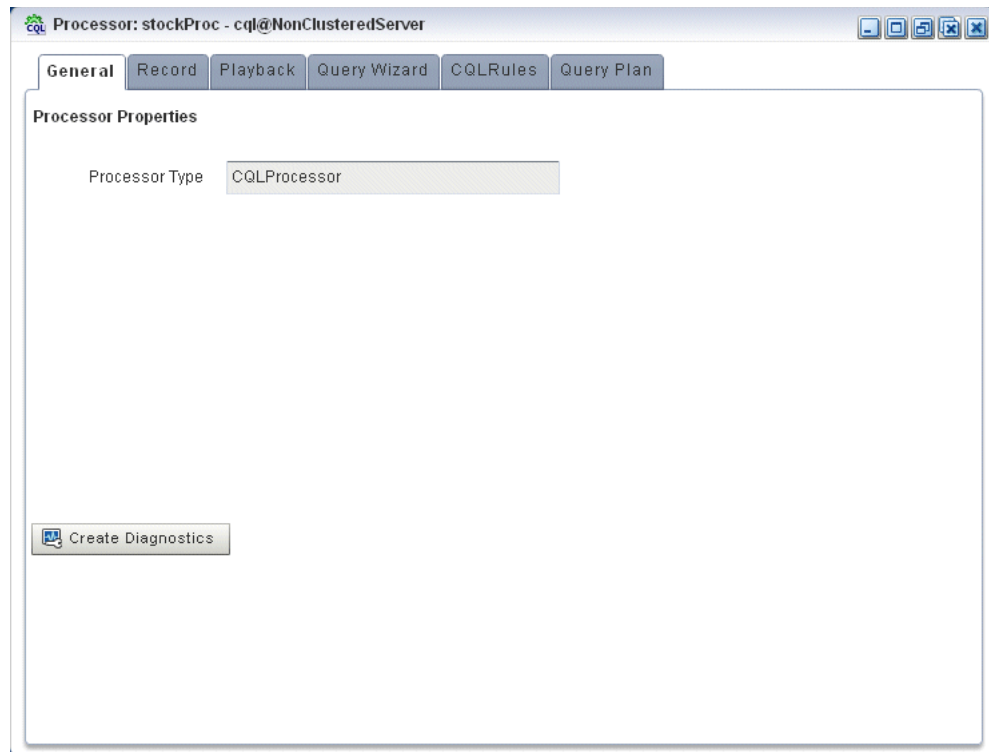 CQL
Processor: stockProc - cql@NonClusteredServer
General Record Playback Query Wizard CQLRules Query Plan
Processor Properties
Processor Type CQLProcessor
Create Diagnostics